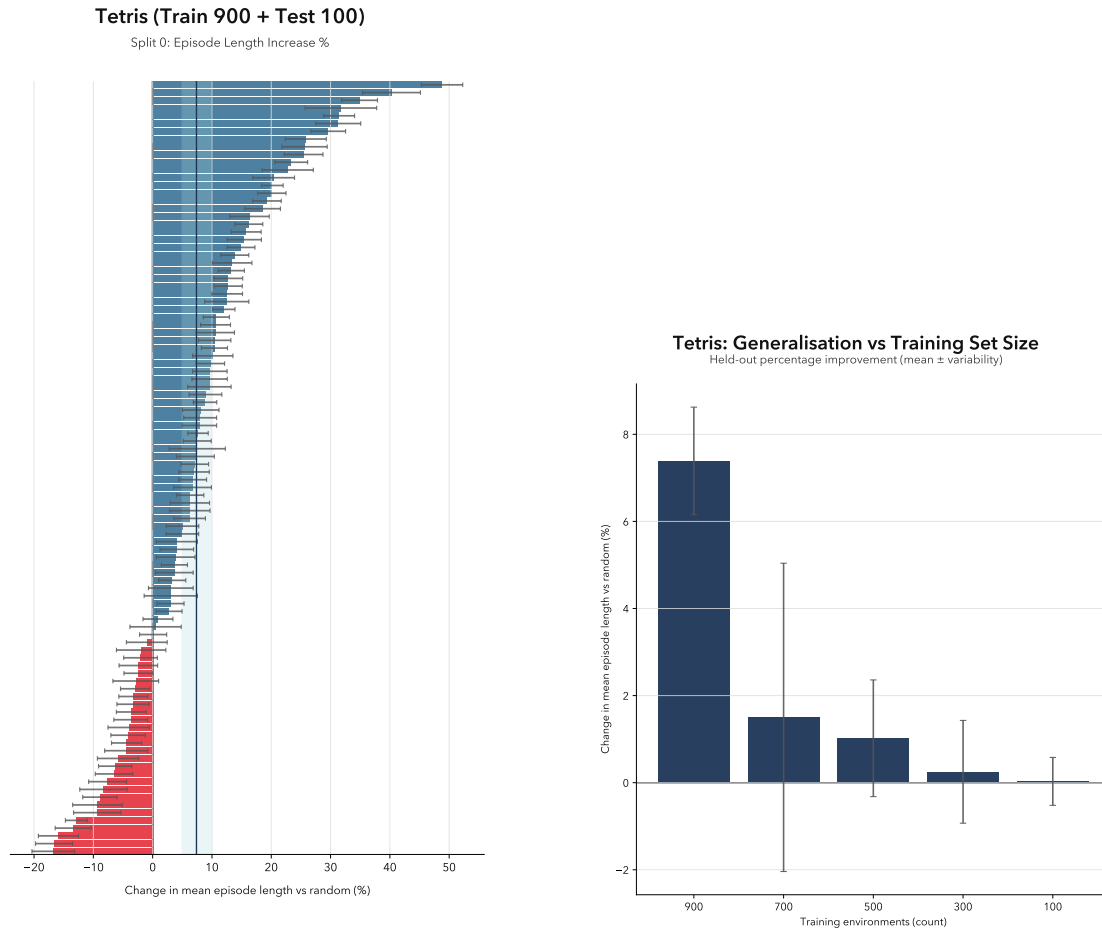 Tetris (Train 900 + Test 100)
Split 0: Episode Length Increase %
−20 −10 0 10 20 30 40 50
Change in mean episode length vs random (%)
Tetris: Generalisation vs Training Set Size
Held-out percentage improvement (mean ± variability)
Change in mean episode length vs random (%)
8
6
4
2
0
−2
900 700 500 300 100
Training environments (count)